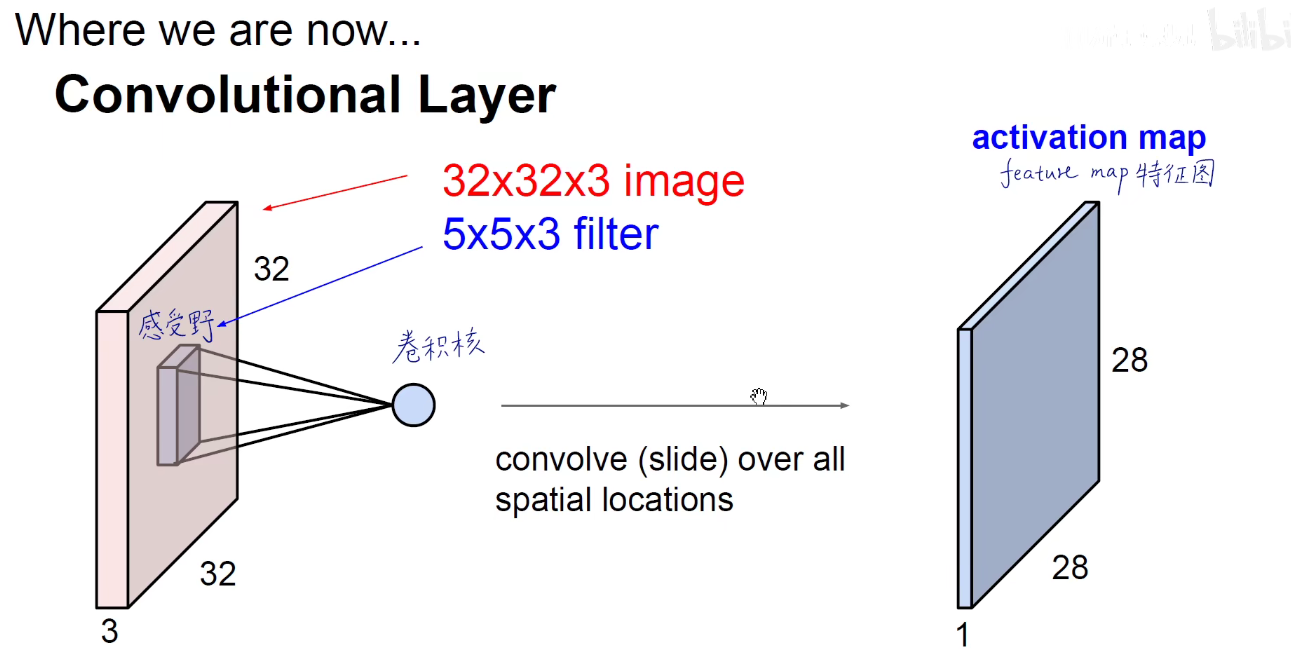 Where we are now...
Convolutional Layer
32x32x3 image
5x5x3 filter
activation map
feature map 特征图
32
感受野
卷积核
28
convolve (slide) over all
spatial locations
32
28
3
1